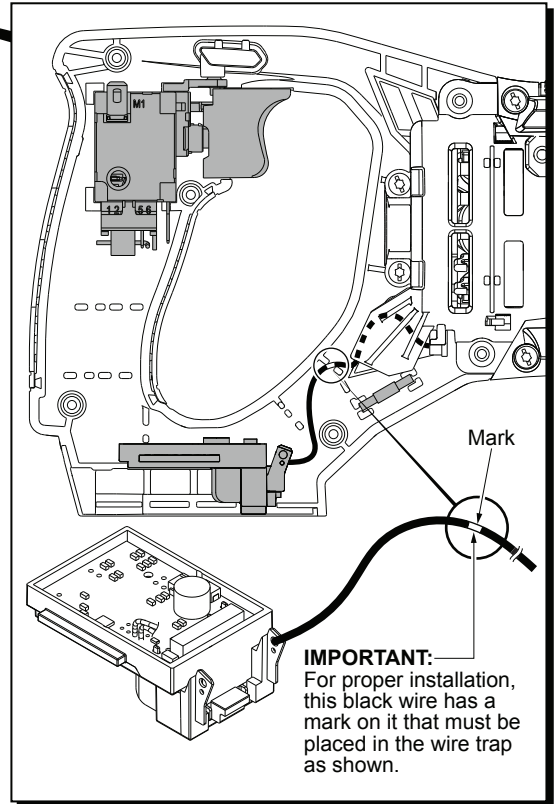 M1
1 2
5 6
Mark
IMPORTANT:
For proper installation,
this black wire has a
mark on it that must be
placed in the wire trap
as shown.